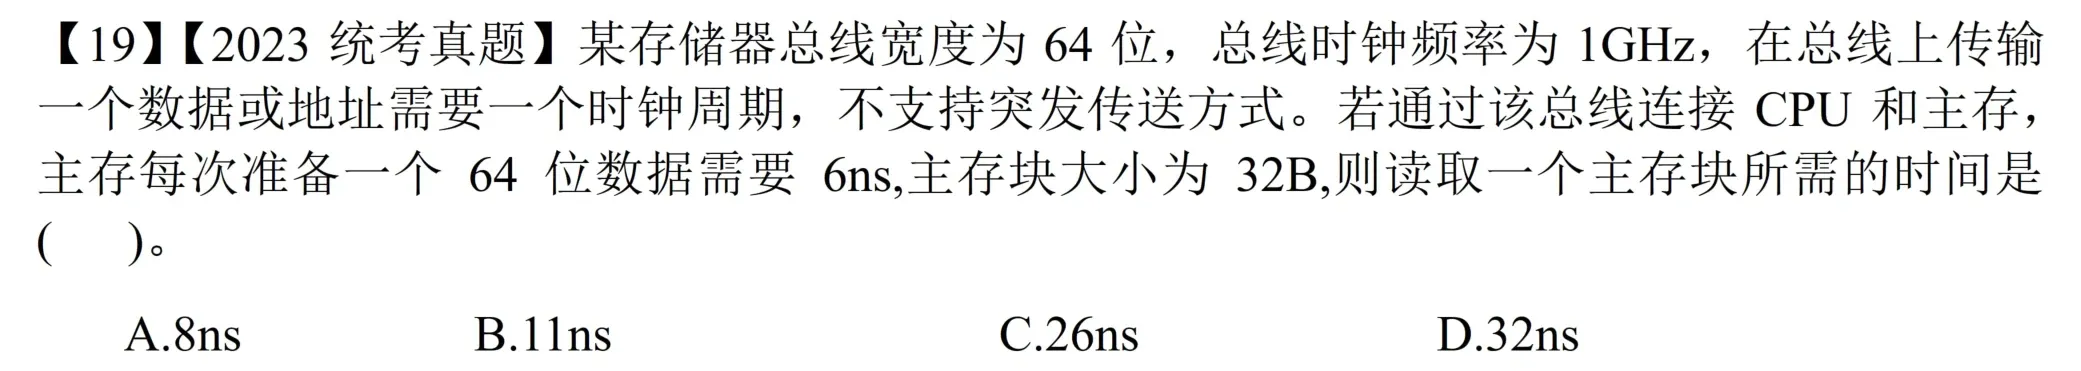 【19】【2023 统考真题】某存储器总线宽度为 64 位，总线时钟频率为 1GHz，在总线上传输
一个数据或地址需要一个时钟周期，不支持突发传送方式。若通过该总线连接 CPU 和主存，
主存每次准备一个 64 位数据需要 6ns,主存块大小为 32B,则读取一个主存块所需的时间是
(  )。
A.8ns B.11ns C.26ns D.32ns